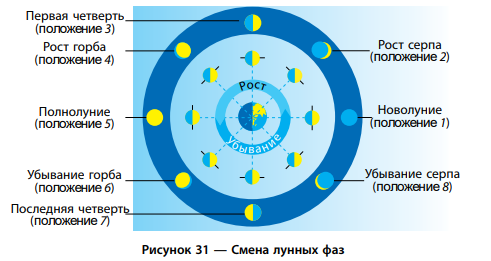 Первая четверть
(положение 3)
Рост горба
(положение 4)
Рост серпа
(положение 2)
Рост
Полнолуние
(положение 5)
Новолуние
(положение 1)
убывание
Убывание горба
(положение 6)
Убывание серпа
(положение 8)
Последняя четверть
(положение 7)
Рисунок 31 — Смена лунных фаз